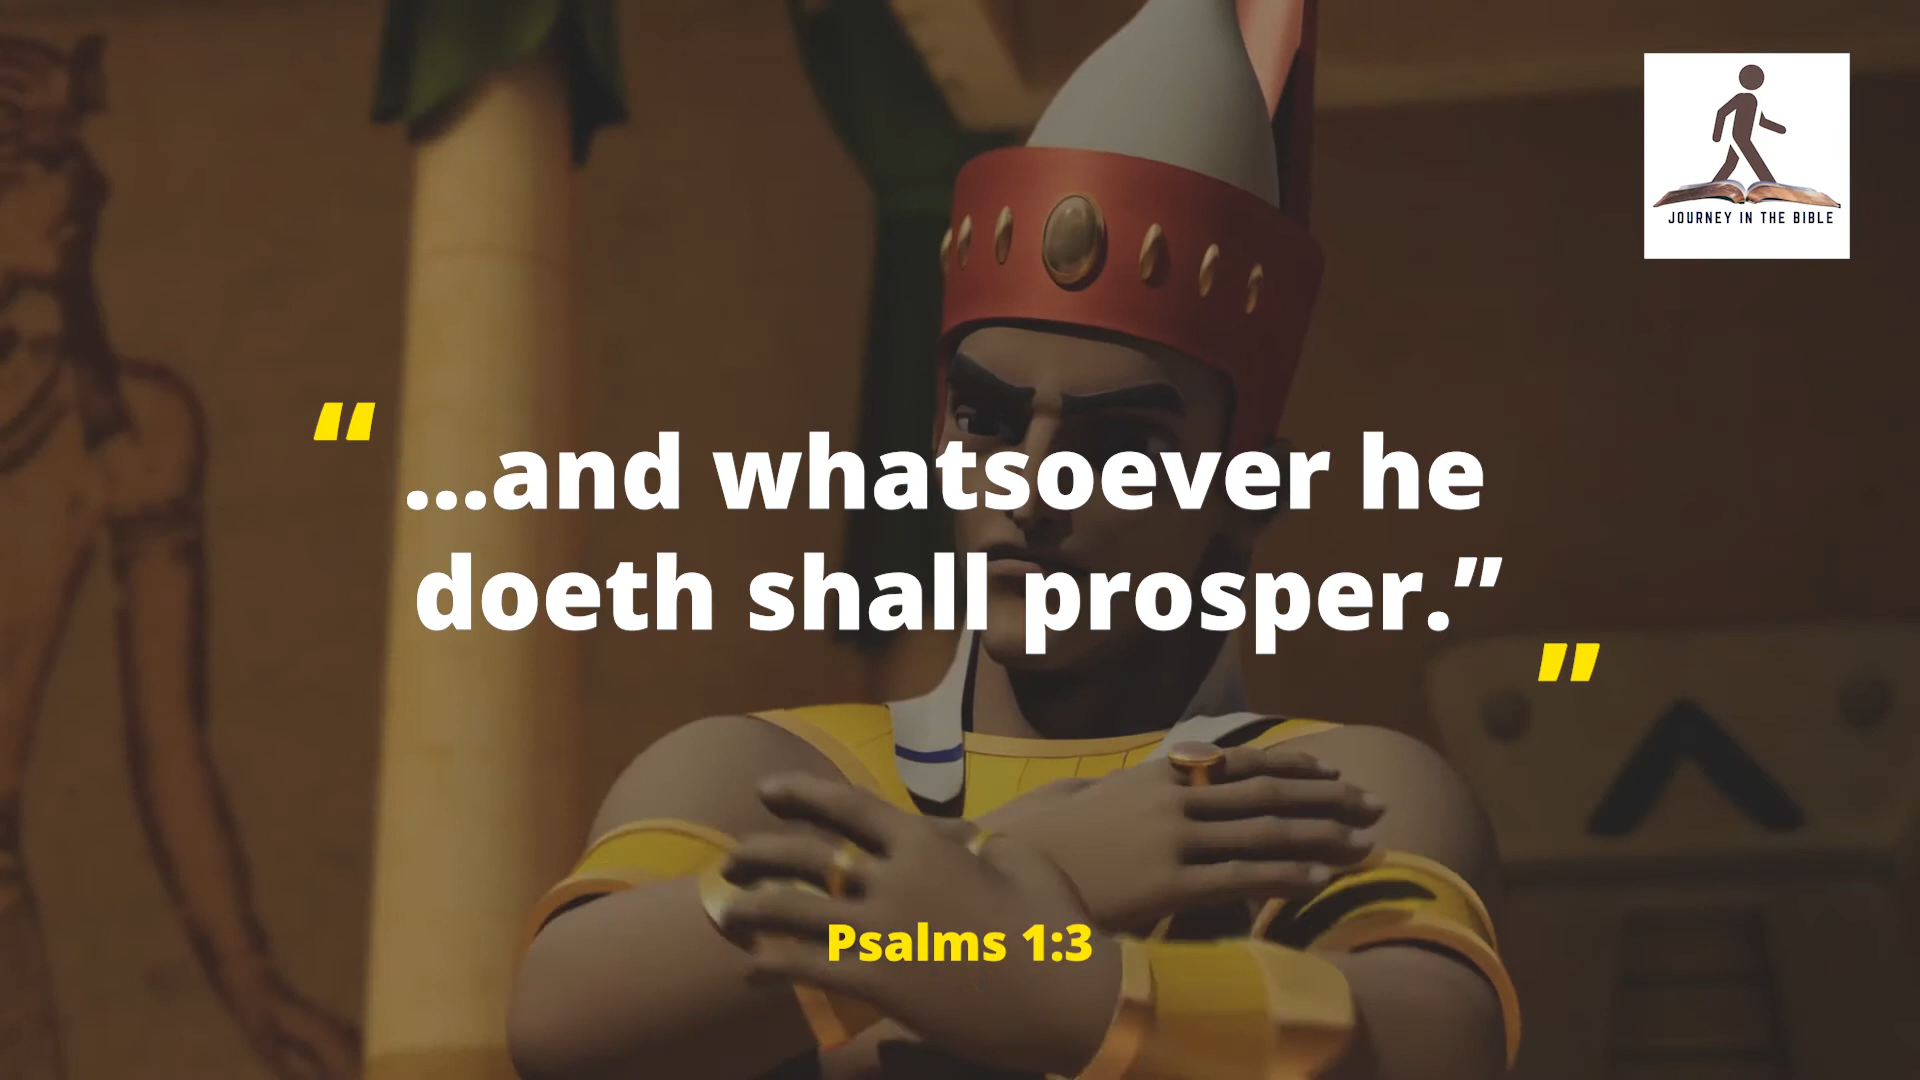 JOURNEY IN THE BIBLE
“
...and whatsoever he
doeth shall prosper.”
”
Psalms 1:3